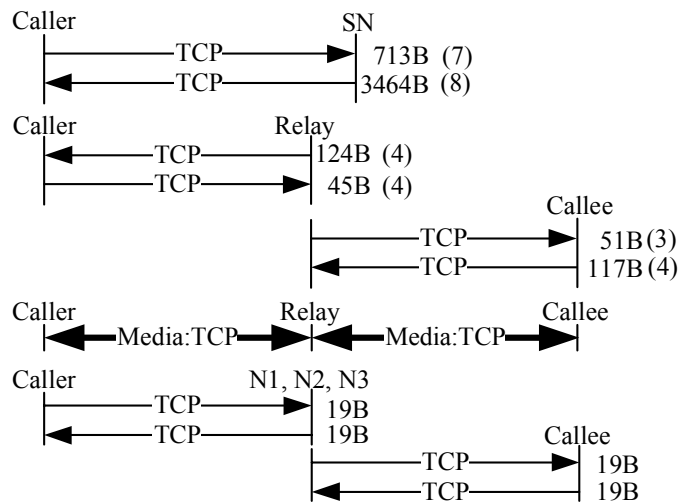 Caller SN
TCP 713B (7)
TCP 3464B (8)
Caller Relay
TCP 124B (4)
TCP 45B (4)
Callee
TCP 51B (3)
TCP 117B (4)
Caller Relay Callee
Media:TCP Media:TCP
Caller N1, N2, N3
TCP 19B
TCP 19B
Callee
TCP 19B
TCP 19B